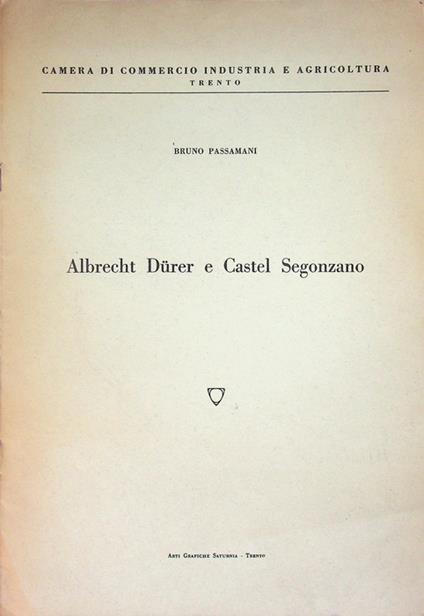 CAMERA DI COMMERCIO INDUSTRIA E AGRICOLTURA
TRENTO
BRUNO PASSAMANI
Albrecht Dürer e Castel Segonzano
Arti Grafiche Saturnia - Trento